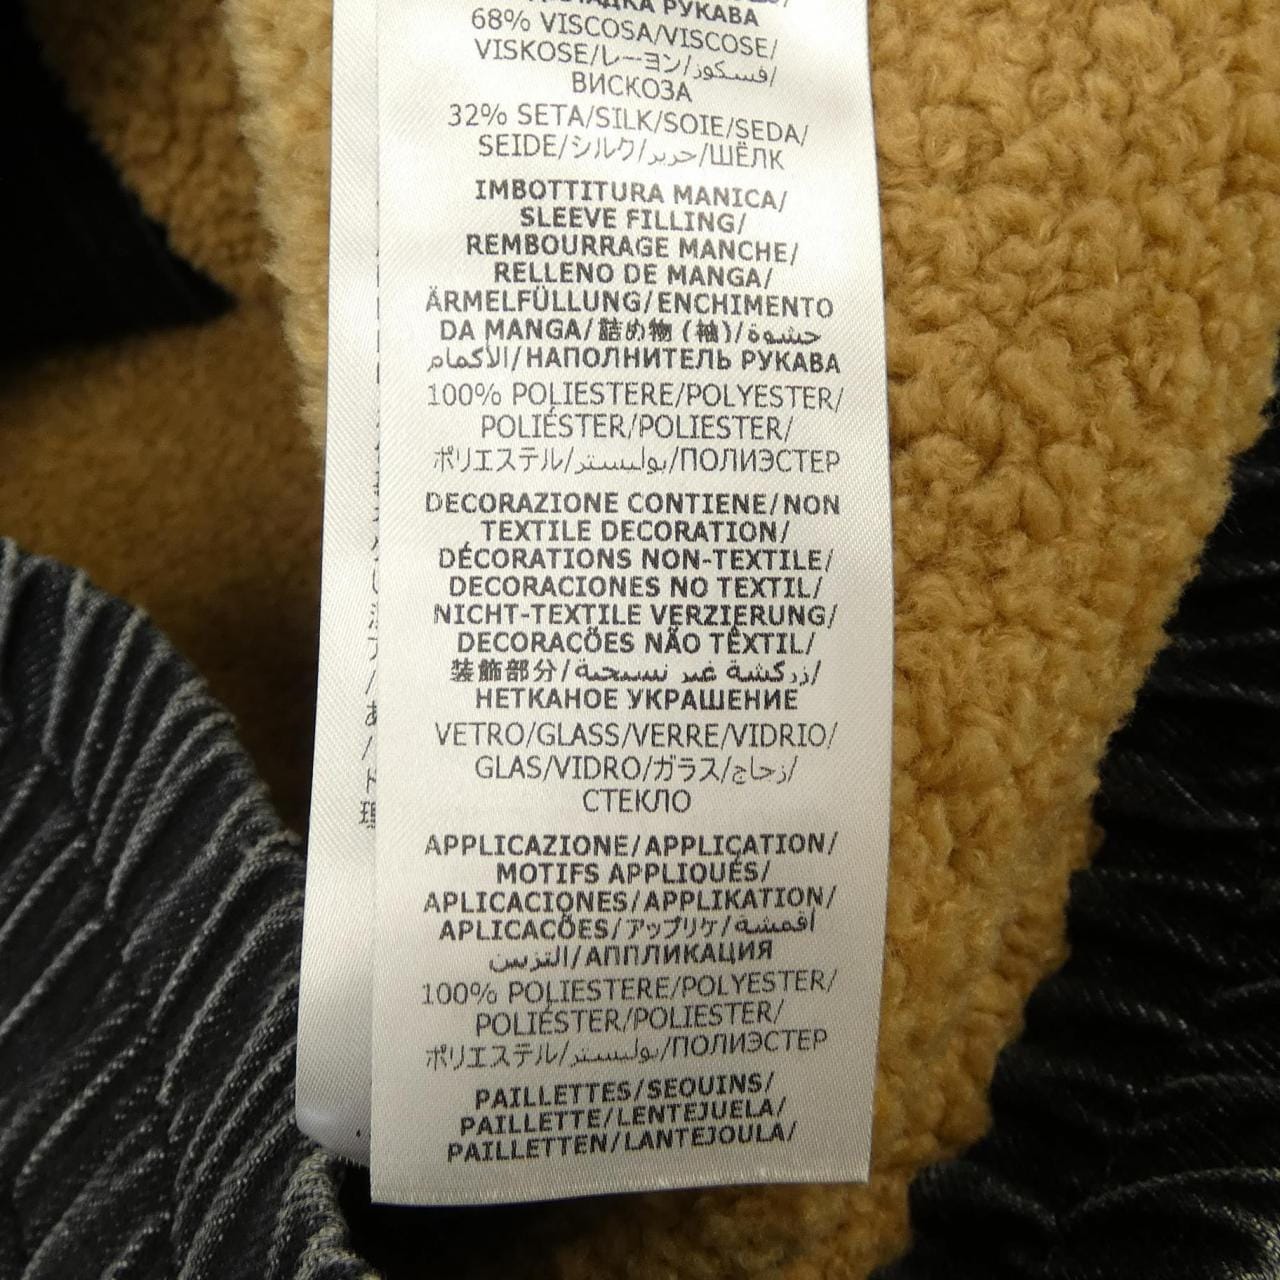 РУКАВА
68% VISCOSA/VISCOSE/
VISKOSE/レーヨン/فسكوز/
ВИСКОЗА
32% SETA/SILK/SOIE/SEDA/
SEIDE/シルク/حرير/ШЁЛК
IMBOTTITURA MANICA/
SLEEVE FILLING/
REMBOURRAGE MANCHE/
RELLENO DE MANGA/
ÄRMELFÜLLUNG/ENCHIMENTO
DA MANGA/詰め物 (袖)/حشوة
الأكمام/НАПОЛНИТЕЛЬ РУКАВА
100% POLIESTERE/POLYESTER/
POLIÉSTER/POLIESTER/
ポリエステル/بوليستر/ПОЛИЭСТЕР
DECORAZIONE CONTIENE/NON
TEXTILE DECORATION/
DÉCORATIONS NON-TEXTILE/
DECORACIONES NO TEXTIL/
NICHT-TEXTILE VERZIERUNG/
DECORAÇÕES NÃO TÊXTIL/
装飾部分/زركشة غير نسيجية/
НЕТКАНОЕ УКРАШЕНИЕ
VETRO/GLASS/VERRE/VIDRIO/
GLAS/VIDRO/ガラス/زجاج/
СТЕКЛО
APPLICAZIONE/APPLICATION/
MOTIFS APPLIQUÉS/
APLICACIONES/APPLIKATION/
APLICAÇÕES/アップリケ/أقمشة
التزيين/АППЛИКАЦИЯ
100% POLIESTERE/POLYESTER/
POLIÉSTER/POLIESTER/
ポリエステル/بوليستر/ПОЛИЭСТЕР
PAILLETTES/SEQUINS/
PAILLETTE/LENTEJUELA/
PAILLETTEN/LANTEJOULA/